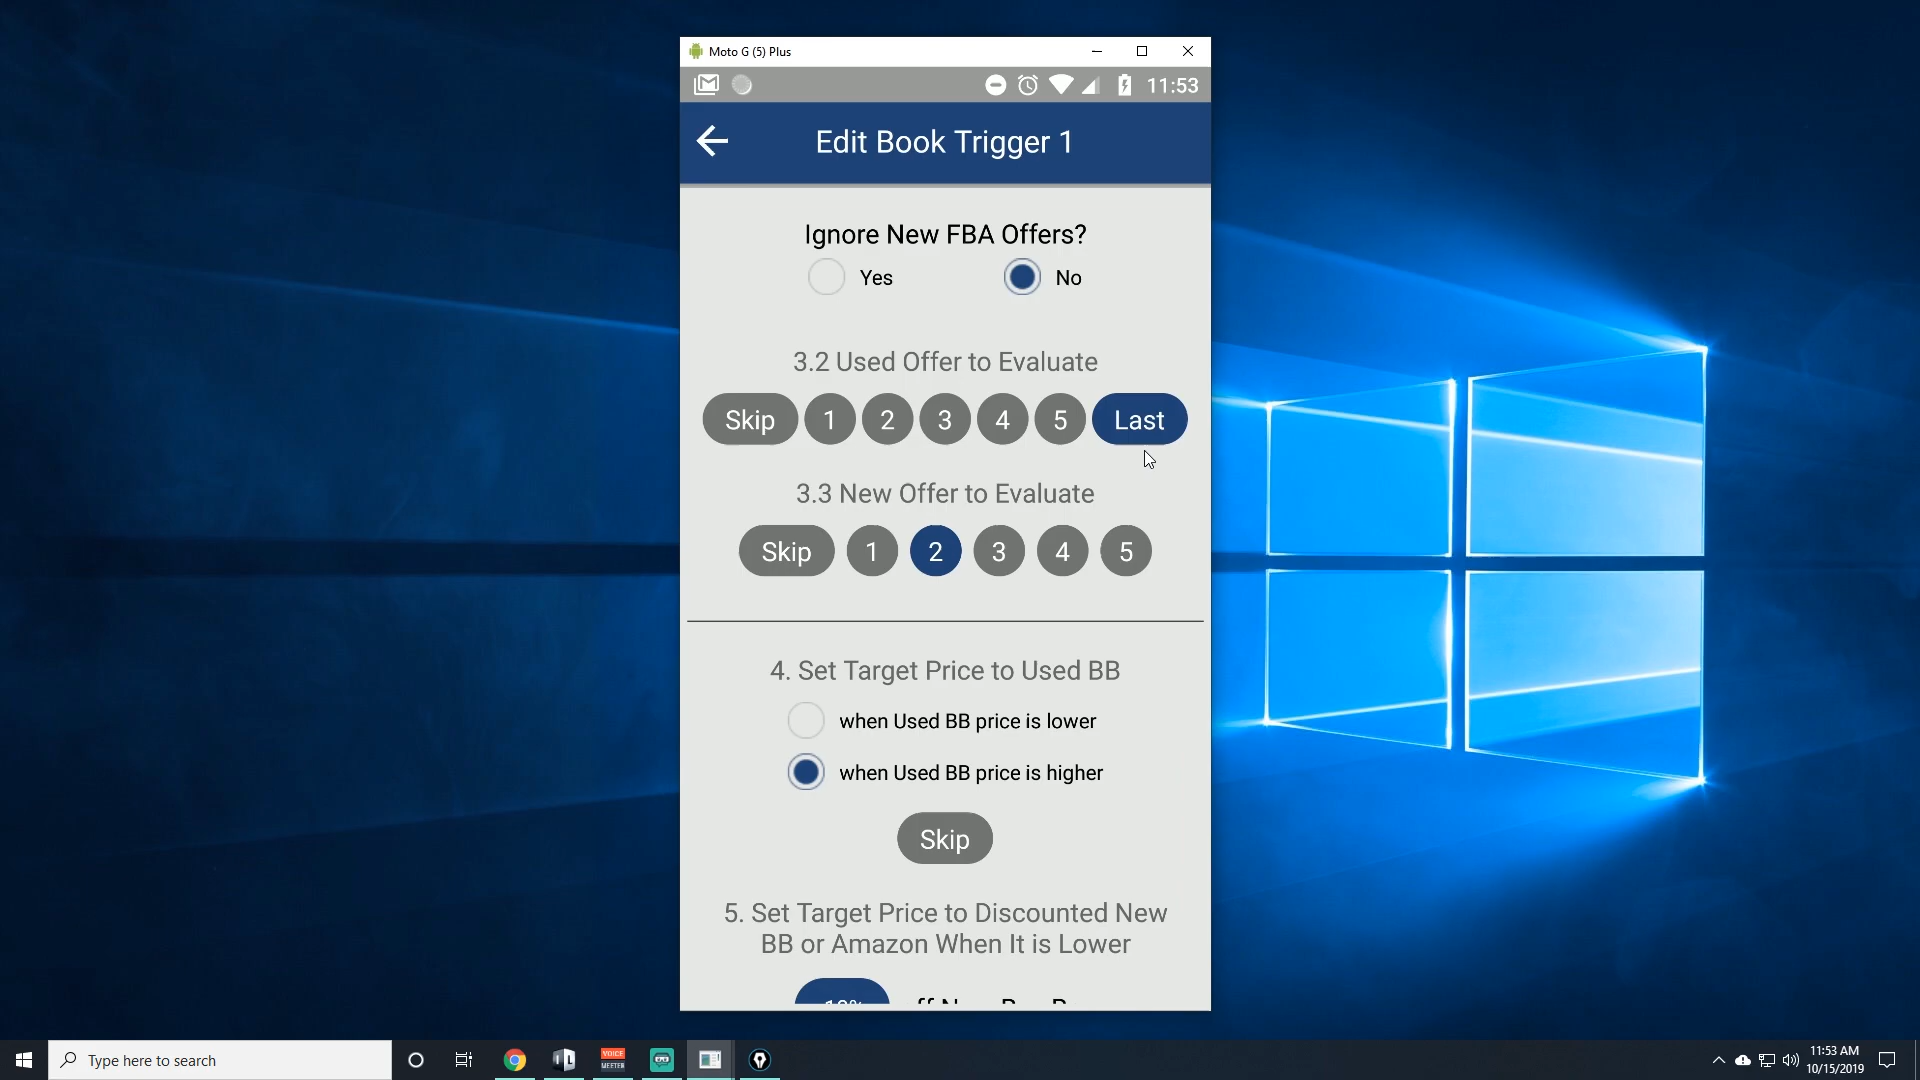 Moto G (5) Plus
11:53
Edit Book Trigger 1
Ignore New FBA Offers?
Yes No
3.2 Used Offer to Evaluate
Skip 1 2 3 4 5 Last
3.3 New Offer to Evaluate
Skip 1 2 3 4 5
4. Set Target Price to Used BB
when Used BB price is lower
when Used BB price is higher
Skip
5. Set Target Price to Discounted New
BB or Amazon When It is Lower
Type here to search
VOICE
MEETER
11:53 AM
10/15/2019